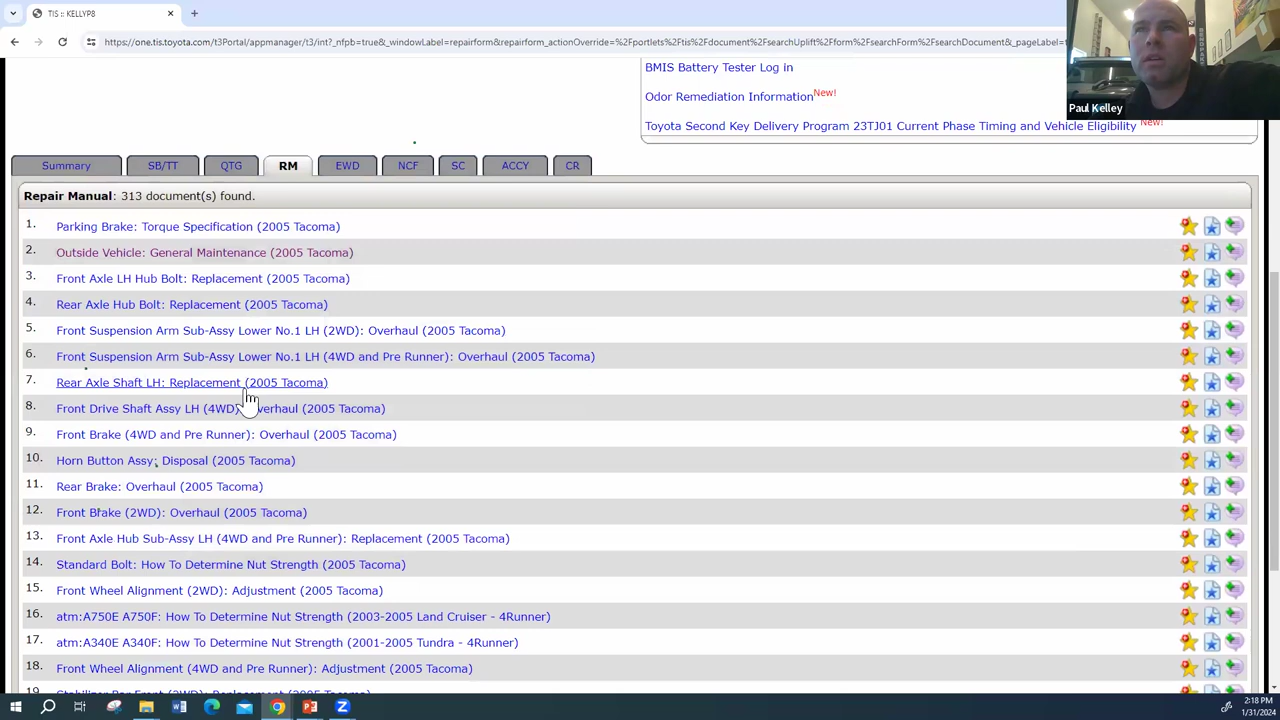 TIS :: KELLYP8
https://one.tis.toyota.com/t3Portal/appmanager/t3/int?_nfpb=true&_windowLabel=repairform&repairform_actionOverride=%2Fportlets%2Ftis%2Fdocument%2FsearchUplift%2Fform%2FsearchForm%2FsearchDocument&_pageLabel=
Paul Kelley
BMIS Battery Tester Log in
Odor Remediation Information New!
Toyota Second Key Delivery Program 23TJ01 Current Phase Timing and Vehicle Eligibility New!
Summary SB/TT QTG RM EWD NCF SC ACCY CR
Repair Manual: 313 document(s) found.
1. Parking Brake: Torque Specification (2005 Tacoma)
2. Outside Vehicle: General Maintenance (2005 Tacoma)
3. Front Axle LH Hub Bolt: Replacement (2005 Tacoma)
4. Rear Axle Hub Bolt: Replacement (2005 Tacoma)
5. Front Suspension Arm Sub-Assy Lower No.1 LH (2WD): Overhaul (2005 Tacoma)
6. Front Suspension Arm Sub-Assy Lower No.1 LH (4WD and Pre Runner): Overhaul (2005 Tacoma)
7. Rear Axle Shaft LH: Replacement (2005 Tacoma)
8. Front Drive Shaft Assy LH (4WD): Overhaul (2005 Tacoma)
9. Front Brake (4WD and Pre Runner): Overhaul (2005 Tacoma)
10. Horn Button Assy: Disposal (2005 Tacoma)
11. Rear Brake: Overhaul (2005 Tacoma)
12. Front Brake (2WD): Overhaul (2005 Tacoma)
13. Front Axle Hub Sub-Assy LH (4WD and Pre Runner): Replacement (2005 Tacoma)
14. Standard Bolt: How To Determine Nut Strength (2005 Tacoma)
15. Front Wheel Alignment (2WD): Adjustment (2005 Tacoma)
16. atm:A750E A750F: How To Determine Nut Strength (2003-2005 Land Cruiser - 4Runner)
17. atm:A340E A340F: How To Determine Nut Strength (2001-2005 Tundra - 4Runner)
18. Front Wheel Alignment (4WD and Pre Runner): Adjustment (2005 Tacoma)
19. Stabilizer Bar Front (2WD): Replacement (2005 Tacoma)
2:18 PM
1/31/2024